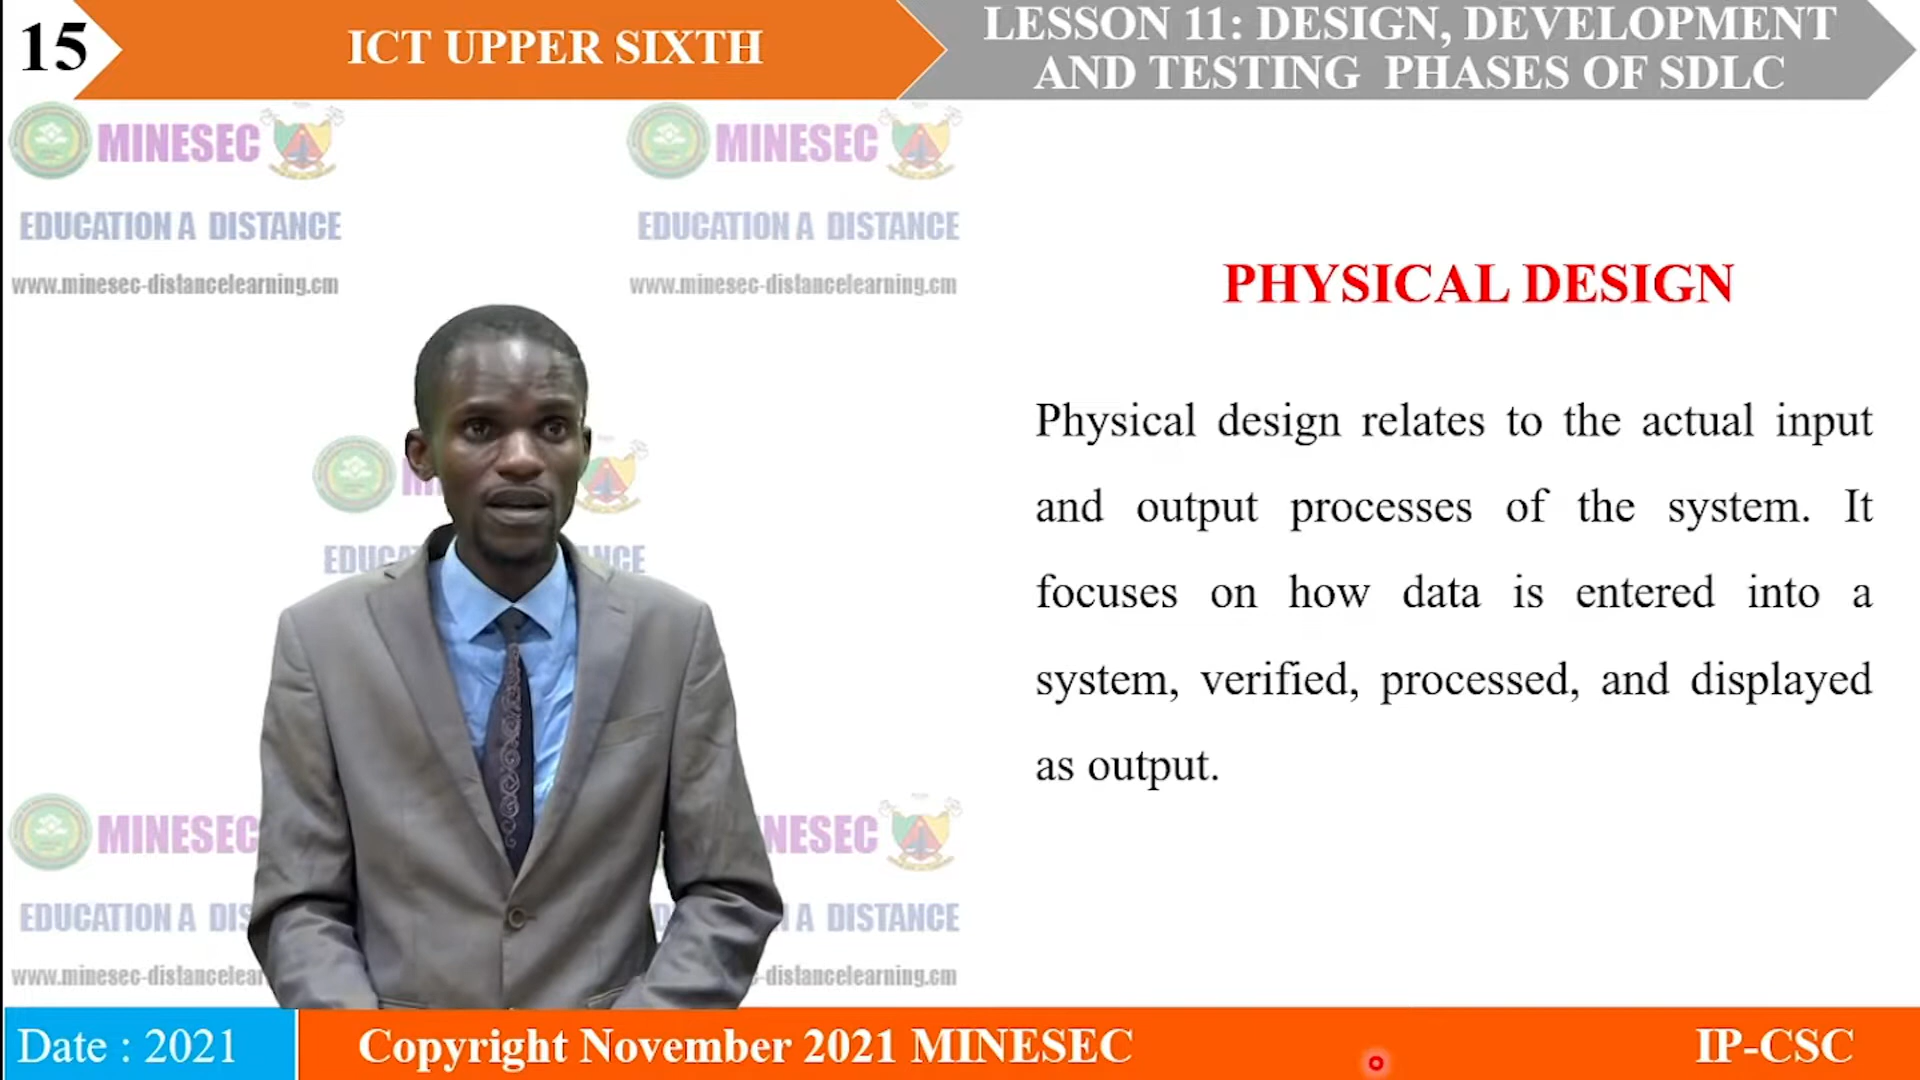 15
ICT UPPER SIXTH
LESSON 11: DESIGN, DEVELOPMENT
AND TESTING PHASES OF SDLC
MINESEC
MINESEC
EDUCATION A DISTANCE
EDUCATION A DISTANCE
www.minesec-distancelearning.cm
www.minesec-distancelearning.cm
PHYSICAL DESIGN
Physical design relates to the actual input
and output processes of the system. It
focuses on how data is entered into a
system, verified, processed, and displayed
as output.
MINESEC
NESEC
EDUCATION A DIS
A DISTANCE
www.minesec-distancelear
-distancelearning.cm
Date : 2021
Copyright November 2021 MINESEC
IP-CSC